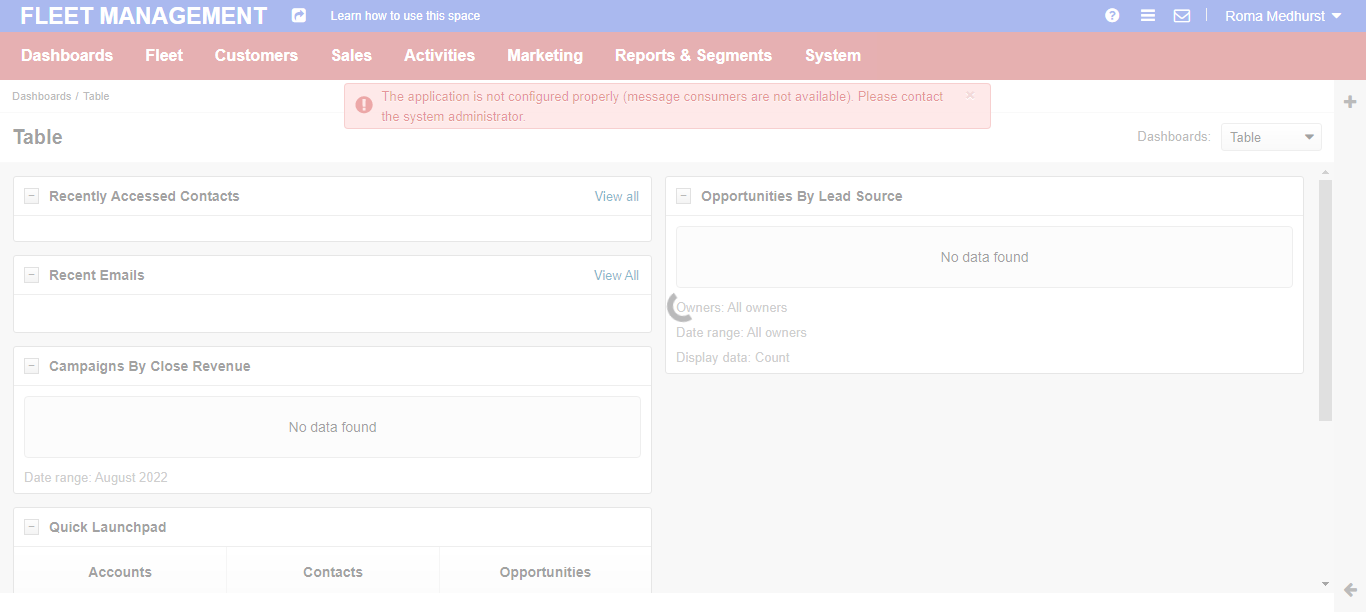 FLEET MANAGEMENT
Learn how to use this space
Roma Medhurst
Dashboards Fleet Customers Sales Activities Marketing Reports & Segments System
Dashboards / Table
The application is not configured properly (message consumers are not available). Please contact
the system administrator.
×
Table
Dashboards: Table
Recently Accessed Contacts
View all
Recent Emails
View All
Campaigns By Close Revenue
No data found
Date range: August 2022
Quick Launchpad
Accounts Contacts Opportunities
Opportunities By Lead Source
No data found
Owners: All owners
Date range: All owners
Display data: Count